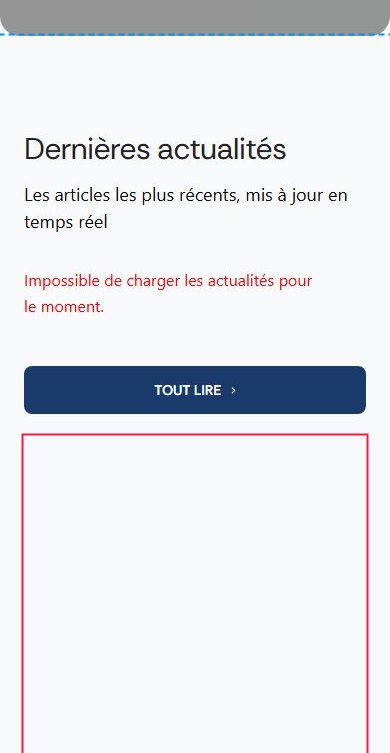 Dernières actualités
Les articles les plus récents, mis à jour en
temps réel
Impossible de charger les actualités pour
le moment.
TOUT LIRE ›